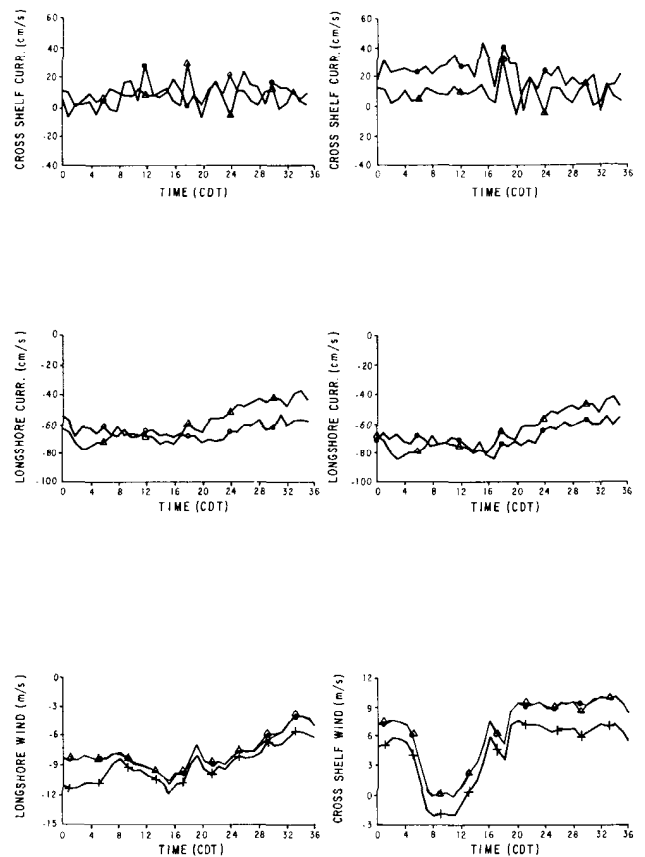 CROSS SHELF CURR. (cm/s)
60
40
20
0
20
-40
0 4 8 12 16 20 24 28 32 36
TIME (CDT)
CROSS SHELF CURR. (cm/s)
60
40
20
0
20
-40
0 4 8 12 16 20 24 28 32 36
TIME (CDT)
LONGSHORE CURR. (cm/s)
0
-20
-40
-60
-80
-100
0 4 8 12 16 20 24 28 32 36
TIME (CDT)
LONGSHORE CURR. (cm/s)
0
-20
-40
-60
-80
-100
0 4 8 12 16 20 24 28 32 36
TIME (CDT)
LONGSHORE WIND (m/s)
0
-3
-6
-9
-12
-15
0 4 8 12 16 20 24 28 32 36
TIME (CDT)
CROSS SHELF WIND (m/s)
12
9
6
3
0
-3
0 4 8 12 16 20 24 28 32 36
TIME (CDT)